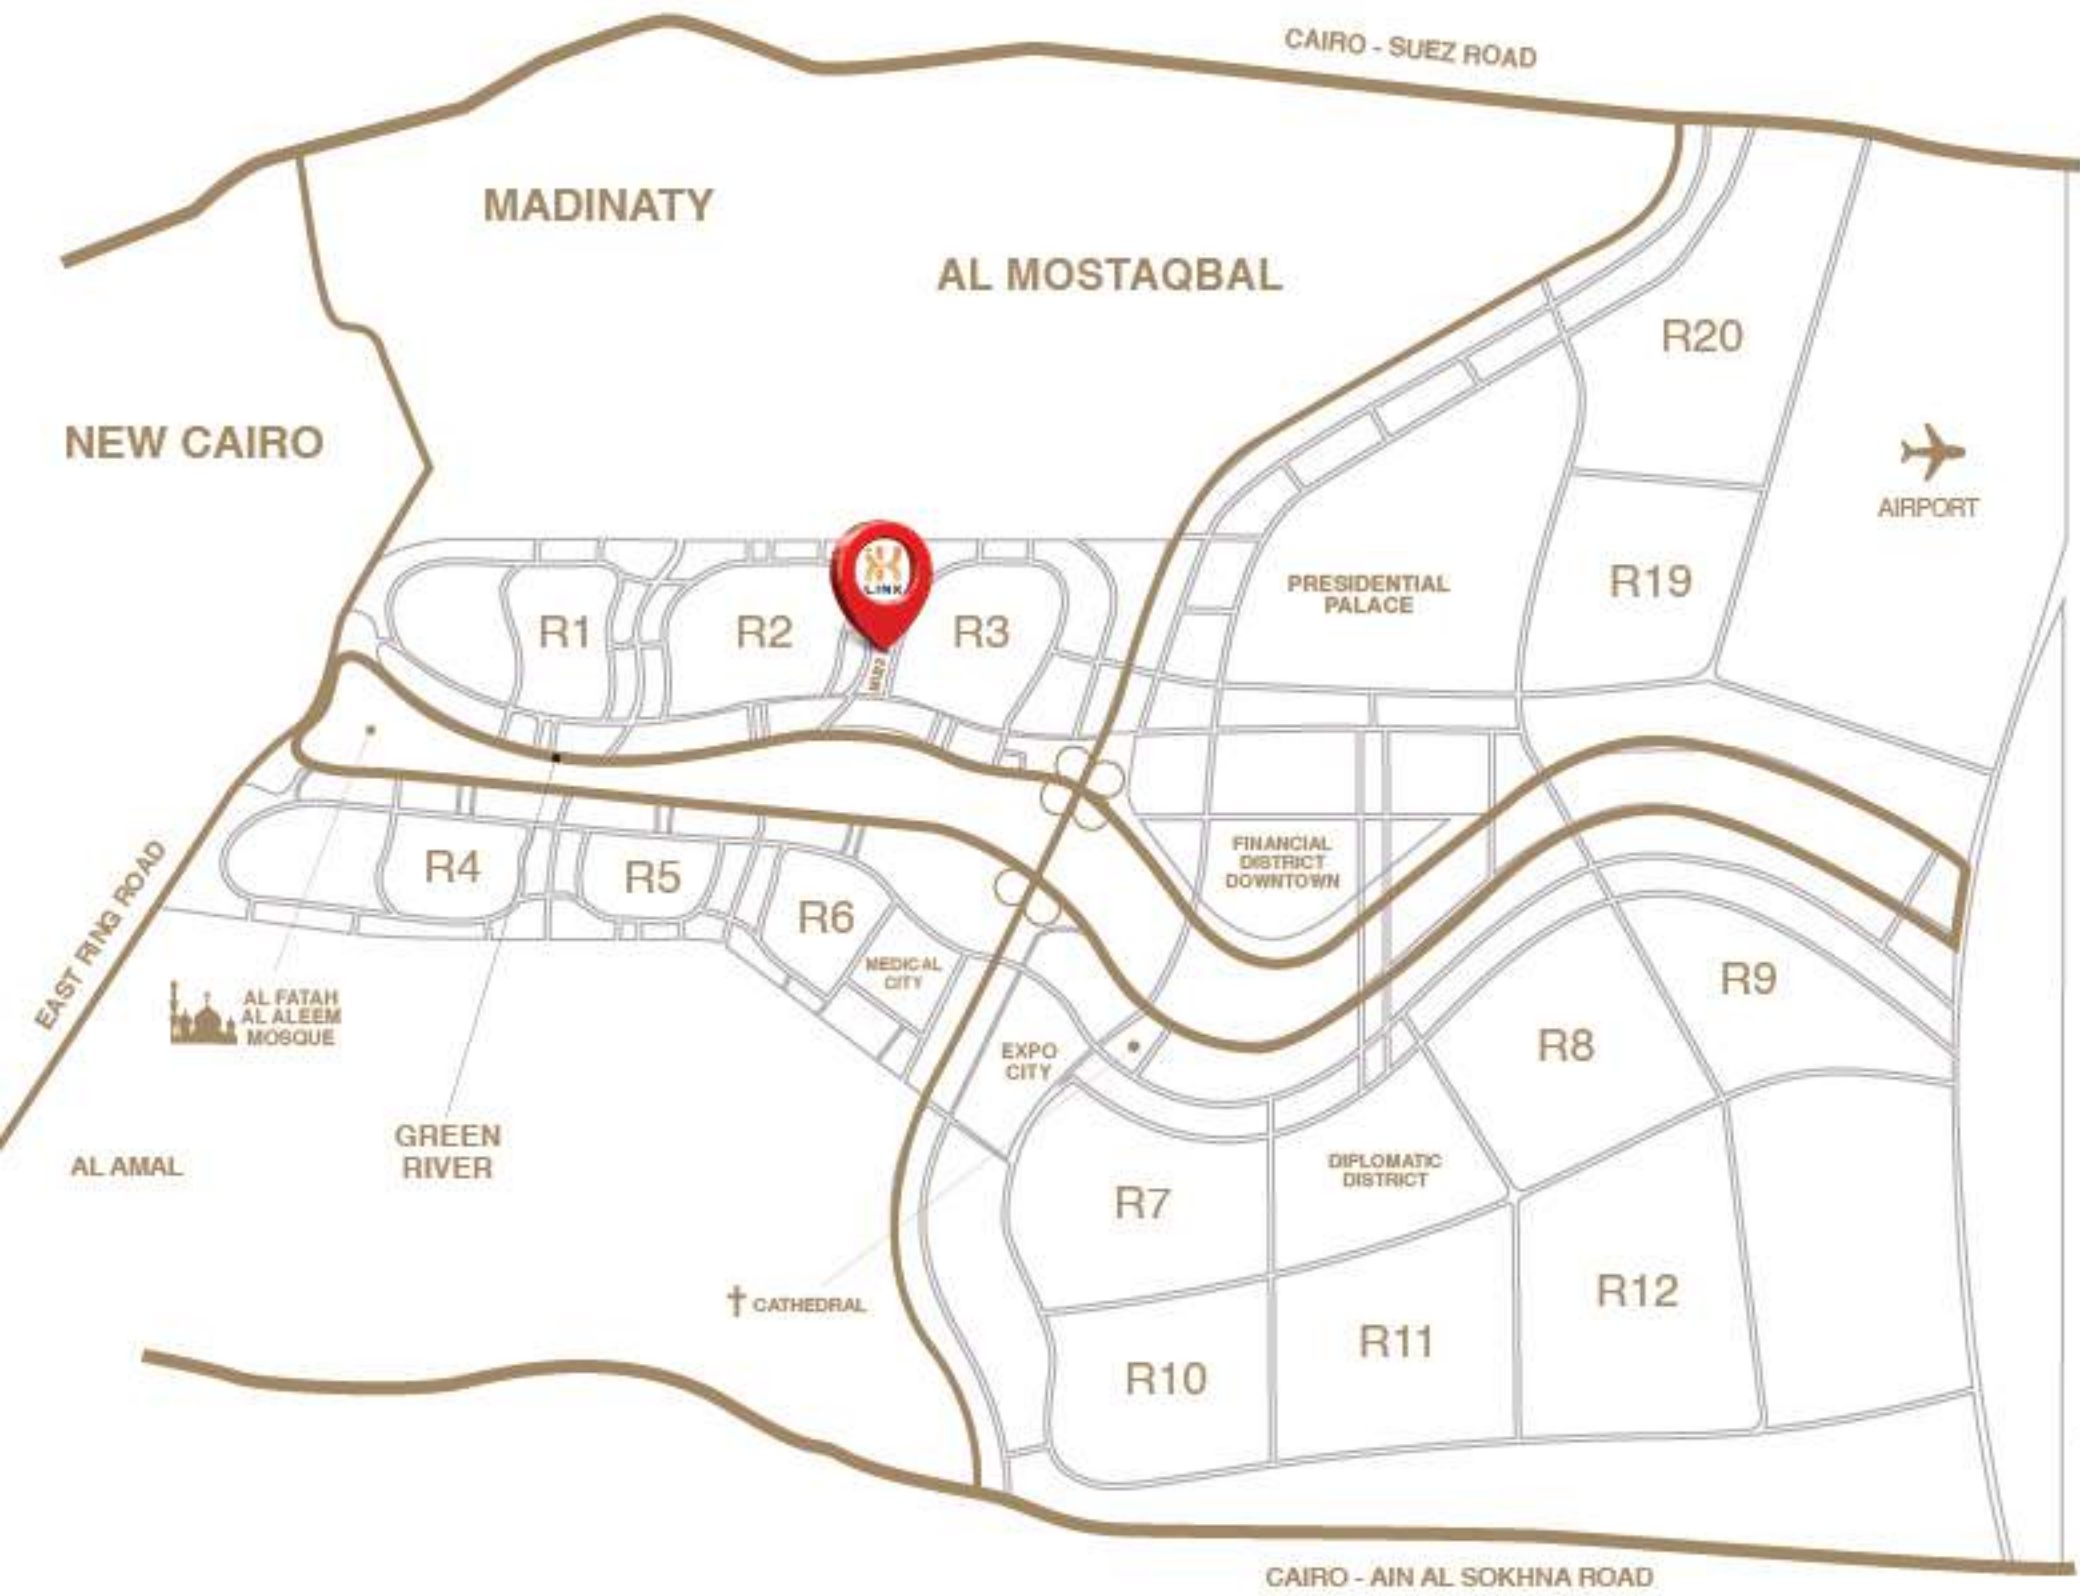 CAIRO - SUEZ ROAD
MADINATY
AL MOSTAQBAL
R20
NEW CAIRO
AIRPORT
LINK
PRESIDENTIAL
PALACE
R19
R1
R2
R3
FINANCIAL
DISTRICT
DOWNTOWN
R4
R5
R6
EAST RING ROAD
MEDICAL
CITY
R9
AL FATAH
AL ALEEM
MOSQUE
EXPO
CITY
R8
GREEN
RIVER
AL AMAL
DIPLOMATIC
DISTRICT
R7
CATHEDRAL
R12
R11
R10
CAIRO - AIN AL SOKHNA ROAD